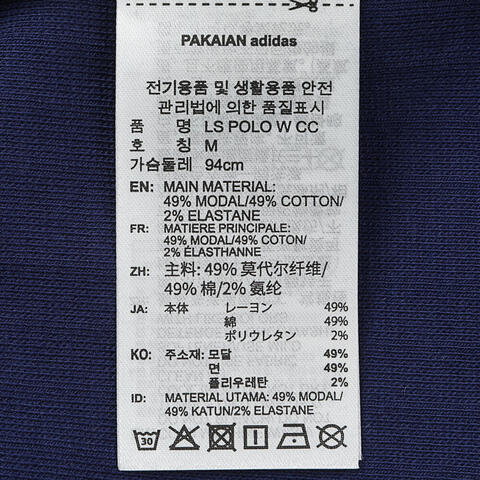 PAKAIAN adidas
전기용품 및 생활용품 안전
관리법에 의한 품질표시
품 명 LS POLO W CC
호 칭 M
가슴둘레 94cm
EN: MAIN MATERIAL:
49% MODAL/49% COTTON/
2% ELASTANE
FR: MATIERE PRINCIPALE:
49% MODAL/49% COTON/
2% ÉLASTHANNE
ZH: 主料: 49% 莫代尔纤维/
49% 棉/2% 氨纶
JA: 本体 レーヨン 49%
綿 49%
ポリウレタン 2%
KO: 주소재: 모달 49%
면 49%
폴리우레탄 2%
ID: MATERIAL UTAMA: 49% MODAL/
49% KATUN/2% ELASTANE
30